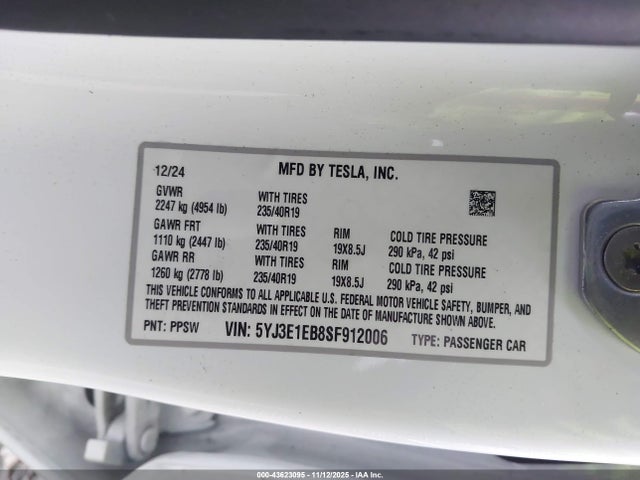 12/24 MFD BY TESLA, INC.
GVWR WITH TIRES
2247 kg (4954 lb) 235/40R19
GAWR FRT WITH TIRES RIM COLD TIRE PRESSURE
1110 kg (2447 lb) 235/40R19 19X8.5J 290 kPa, 42 psi
GAWR RR WITH TIRES RIM COLD TIRE PRESSURE
1260 kg (2778 lb) 235/40R19 19X8.5J 290 kPa, 42 psi
THIS VEHICLE CONFORMS TO ALL APPLICABLE U.S. FEDERAL MOTOR VEHICLE SAFETY, BUMPER, AND
THEFT PREVENTION STANDARDS IN EFFECT ON THE DATE OF MANUFACTURE SHOWN ABOVE.
PNT: PPSW VIN: 5YJ3E1EB8SF912006 TYPE: PASSENGER CAR
000-43623095 - 11/12/2025 - IAAI